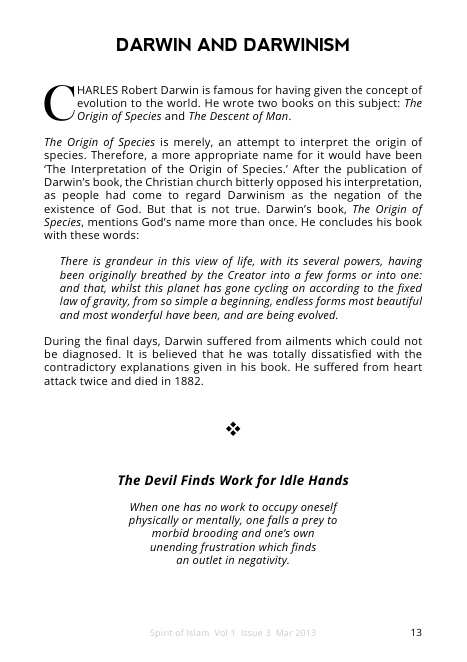 DARWIN AND DARWINISM
CHARLES Robert Darwin is famous for having given the concept of
evolution to the world. He wrote two books on this subject: The
Origin of Species and The Descent of Man.
The Origin of Species is merely, an attempt to interpret the origin of
species. Therefore, a more appropriate name for it would have been
‘The Interpretation of the Origin of Species.’ After the publication of
Darwin’s book, the Christian church bitterly opposed his interpretation,
as people had come to regard Darwinism as the negation of the
existence of God. But that is not true. Darwin’s book, The Origin of
Species, mentions God’s name more than once. He concludes his book
with these words:
There is grandeur in this view of life, with its several powers, having
been originally breathed by the Creator into a few forms or into one:
and that, whilst this planet has gone cycling on according to the fixed
law of gravity, from so simple a beginning, endless forms most beautiful
and most wonderful have been, and are being evolved.
During the final days, Darwin suffered from ailments which could not
be diagnosed. It is believed that he was totally dissatisfied with the
contradictory explanations given in his book. He suffered from heart
attack twice and died in 1882.
The Devil Finds Work for Idle Hands
When one has no work to occupy oneself
physically or mentally, one falls a prey to
morbid brooding and one’s own
unending frustration which finds
an outlet in negativity.
Spirit of Islam Vol 1 Issue 3 Mar 2013 13